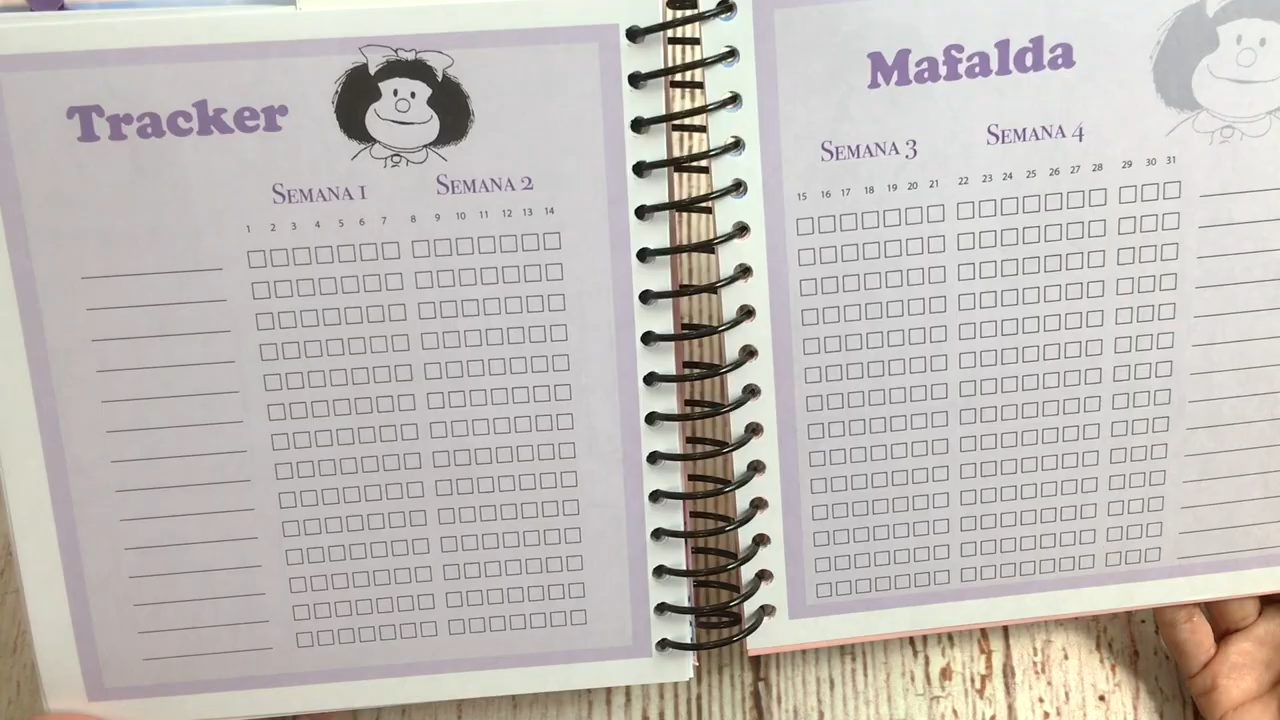 Tracker
SEMANA 1 SEMANA 2
1 2 3 4 5 6 7 8 9 10 11 12 13 14
Mafalda
SEMANA 3 SEMANA 4
15 16 17 18 19 20 21 22 23 24 25 26 27 28 29 30 31